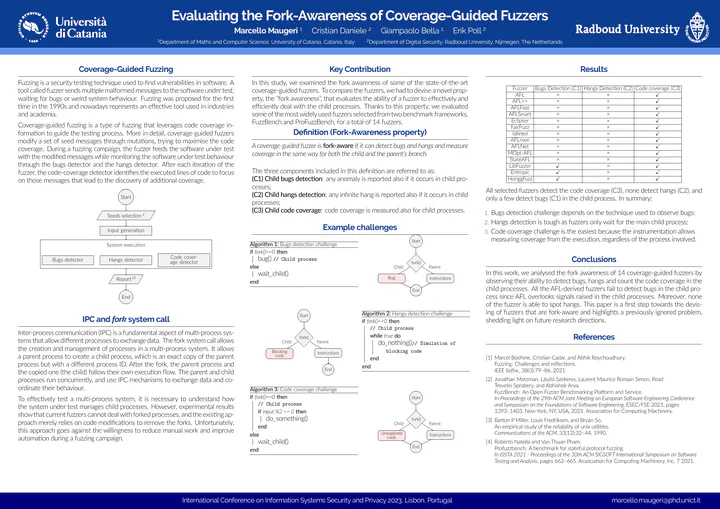 Università
di Catania
Evaluating the Fork-Awareness of Coverage-Guided Fuzzers
Marcello Maugeri 1 Cristian Daniele 2 Giampaolo Bella 1 Erik Poll 2
1Department of Maths and Computer Science, University of Catania, Catania, Italy 2Department of Digital Security, Radboud University, Nijmegen, The Netherlands
Radboud University
Coverage-Guided Fuzzing
Fuzzing is a security testing technique used to find vulnerabilities in software. A
tool called fuzzer sends multiple malformed messages to the software under test,
waiting for bugs or weird system behaviour. Fuzzing was proposed for the first
time in the 1990s and nowadays represents an effective tool used in industries
and academia.
Coverage-guided fuzzing is a type of fuzzing that leverages code coverage in-
formation to guide the testing process. More in detail, coverage-guided fuzzers
modify a set of seed messages through mutations, trying to maximise the code
coverage. During a fuzzing campaign, the fuzzer feeds the software under test
with the modified messages while monitoring the software under test behaviour
through the bugs detector and the hangs detector. After each iteration of the
fuzzer, the code-coverage detector identifies the executed lines of code to focus
on those messages that lead to the discovery of additional coverage.
Start
Seeds selection
Input generation
System execution
Bugs detector
Hangs detector
Code cover-
age detector
Report
End
IPC and fork system call
Inter-process communication (IPC) is a fundamental aspect of multi-process sys-
tems that allow different processes to exchange data. The fork system call allows
the creation and management of processes in a multi-process system. It allows
a parent process to create a child process, which is an exact copy of the parent
process but with a different process ID. After the fork, the parent process and
the copied one (the child) follow their own execution flow. The parent and child
processes run concurrently, and use IPC mechanisms to exchange data and co-
ordinate their behaviour.
To effectively test a multi-process system, it is necessary to understand how
the system under test manages child processes. However, experimental results
show that current fuzzers cannot deal with forked processes, and the existing ap-
proach merely relies on code modifications to remove the forks. Unfortunately,
this approach goes against the willingness to reduce manual work and improve
automation during a fuzzing campaign.
Key Contribution
In this study, we examined the fork awareness of some of the state-of-the-art
coverage-guided fuzzers. To compare the fuzzers, we had to devise a novel prop-
erty, the "fork awareness", that evaluates the ability of a fuzzer to effectively and
efficiently deal with the child processes. Thanks to this property, we evaluated
some of the most widely used fuzzers selected from two benchmark frameworks,
FuzzBench and ProFuzzBench, for a total of 14 fuzzers.
Definition (Fork-Awareness property)
A coverage-guided fuzzer is fork-aware if it can detect bugs and hangs and measure
coverage in the same way for both the child and the parent's branch.
The three components included in this definition are referred to as:
(C1) Child bugs detection: any anomaly is reported also if it occurs in child pro-
cesses;
(C2) Child hangs detection: any infinite hang is reported also if it occurs in child
processes;
(C3) Child code coverage: code coverage is measured also for child processes.
Example challenges
Algorithm 1: Bugs detection challenge
if fork()==0 then
bug() // Child process
else
wait_child()
end
Start
fork()
Child
Parent
Bug
Instructions
End
Start
fork()
Child
Parent
Blocking
code
Instructions
End
Algorithm 2: Hangs detection challenge
if fork()==0 then
// Child process
while true do
do_nothing() // Simulation of
blocking code
end
end
Algorithm 3: Code coverage challenge
if fork()==0 then
// Child process
if input %2 == 0 then
do_something()
end
else
wait_child()
end
Start
fork()
Child
Parent
Unexplored
code
Instructions
End
Results
Fuzzer Bugs Detection (C1) Hangs Detection (C2) Code coverage (C3)
AFL × × ✓
AFL++ × × ✓
AFLFast × × ✓
AFLSmart × × ✓
Eclipser × × ✓
FairFuzz × × ✓
lafintel × × ✓
AFLnwe × × ✓
AFLNet × × ✓
MOpt-AFL × × ✓
StateAFL × × ✓
LibFuzzer ✓ × ✓
Entropic ✓ × ✓
Honggfuzz ✓ × ✓
All selected fuzzers detect the code coverage (C3), none detect hangs (C2), and
only a few detect bugs (C1) in the child process. In summary:
1. Bugs detection challenge depends on the technique used to observe bugs;
2. Hangs detection is tough as fuzzers only wait for the main child process;
3. Code coverage challenge is the easiest because the instrumentation allows
measuring coverage from the execution, regardless of the process involved.
Conclusions
In this work, we analysed the fork awareness of 14 coverage-guided fuzzers by
observing their ability to detect bugs, hangs and count the code coverage in the
child processes. All the AFL-derived fuzzers fail to detect bugs in the child pro-
cess since AFL overlooks signals raised in the child processes. Moreover, none
of the fuzzer is able to spot hangs. This paper is a first step towards the devis-
ing of fuzzers that are fork-aware and highlights a previously ignored problem,
shedding light on future research directions.
References
[1] Marcel Boehme, Cristian Cadar, and Abhik Roychoudhury.
Fuzzing: Challenges and reflections.
IEEE Softw., 38(3):79–86, 2021.
[2] Jonathan Metzman, László Szekeres, Laurent Maurice Romain Simon, Read
Trevelin Sprabery, and Abhishek Arya.
FuzzBench: An Open Fuzzer Benchmarking Platform and Service.
In Proceedings of the 29th ACM Joint Meeting on European Software Engineering Conference
and Symposium on the Foundations of Software Engineering, ESEC/FSE 2021, pages
1393–1403, New York, NY, USA, 2021. Association for Computing Machinery.
[3] Barton P Miller, Louis Fredriksen, and Bryan So.
An empirical study of the reliability of unix utilities.
Communications of the ACM, 33(12):32–44, 1990.
[4] Roberto Natella and Van-Thuan Pham.
Profuzzbench: A benchmark for stateful protocol fuzzing.
In ISSTA 2021 - Proceedings of the 30th ACM SIGSOFT International Symposium on Software
Testing and Analysis, pages 662–665. Association for Computing Machinery, Inc, 7 2021.
International Conference on Information Systems Security and Privacy 2023, Lisbon, Portugal
marcello.maugeri@phd.unict.it